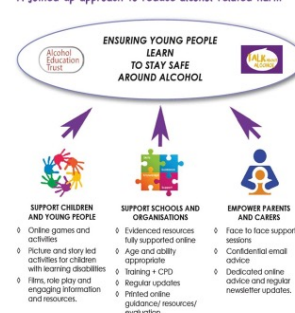 A joined up approach to reduce alcohol related harm
ENSURING YOUNG PEOPLE
LEARN
TO STAY SAFE
AROUND ALCOHOL
Alcohol
Education
Trust
TALK
ALCOHOL
SUPPORT CHILDREN
AND YOUNG PEOPLE
◊ Online games and
activities
◊ Picture and story led
activities for children
with learning disabilities
◊ Films, role play and
engaging information
and resources.
SUPPORT SCHOOLS AND
ORGANISATIONS
◊ Evidenced resources
fully supported online
◊ Age and ability
appropriate
◊ Training + CPD
◊ Regular updates
◊ Printed online
guidance/ resources/
evaluation
EMPOWER PARENTS
AND CARERS
◊ Face to face support
sessions
◊ Confidential email
advice
◊ Dedicated online
advice and regular
newsletter updates.